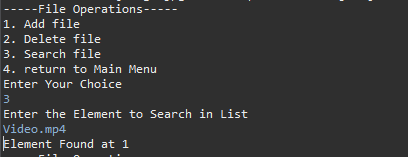 -----File Operations-----
1. Add file
2. Delete file
3. Search file
4. return to Main Menu
Enter Your Choice
3
Enter the Element to Search in List
Video.mp4
Element Found at 1